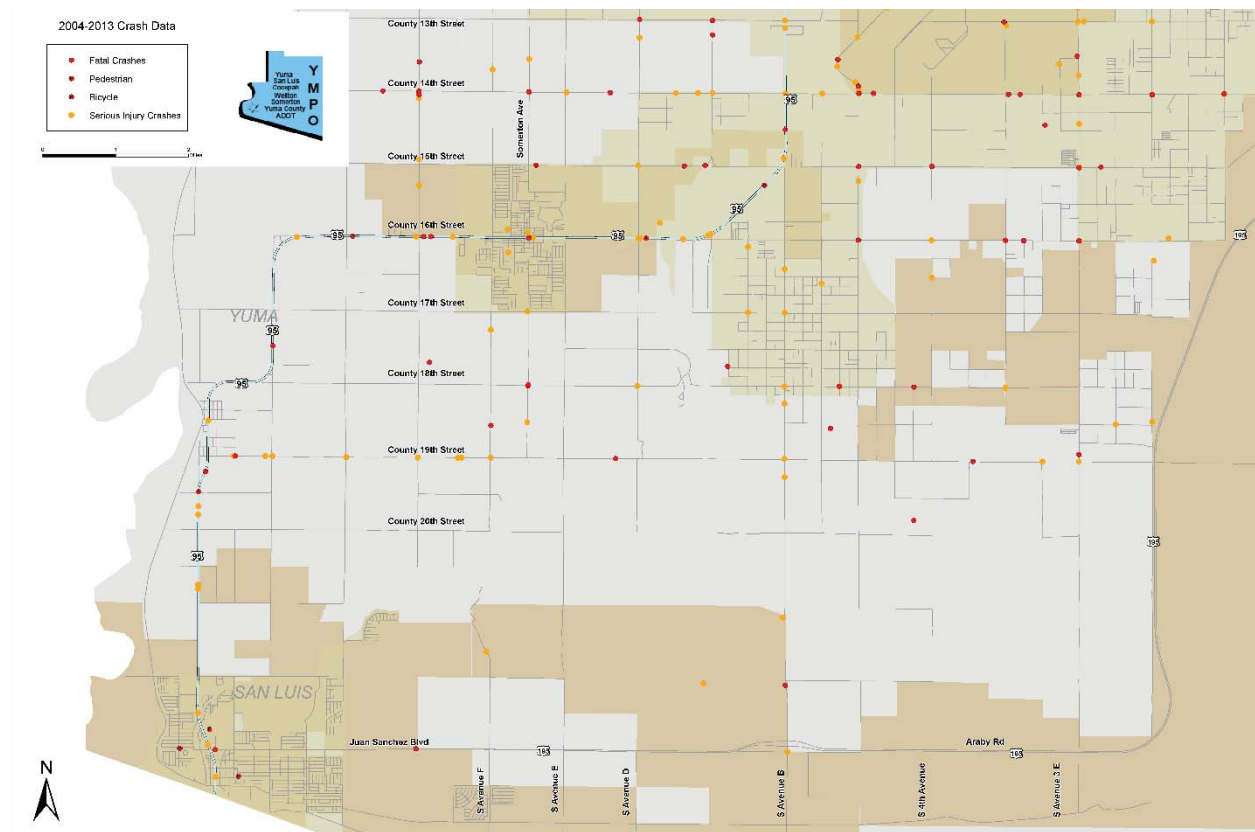 2004-2013 Crash Data
Fatal Crashes
Pedestrian
Bicycle
Serious Injury Crashes
0 1 2
Miles
Yuma
San Luis
Cocopah
Wellton
Somerton
Yuma County
ADOT
Y
M
P
O
County 13th Street
County 14th Street
Somerton Ave
95
County 15th Street
95
County 16th Street
95
95
195
County 17th Street
YUMA
95
County 18th Street
95
County 19th Street
County 20th Street
95
195
SAN LUIS
Juan Sanchez Blvd
195
Araby Rd
195
N
S Avenue F
S Avenue E
S Avenue D
S Avenue B
S 4th Avenue
S Avenue 3 E